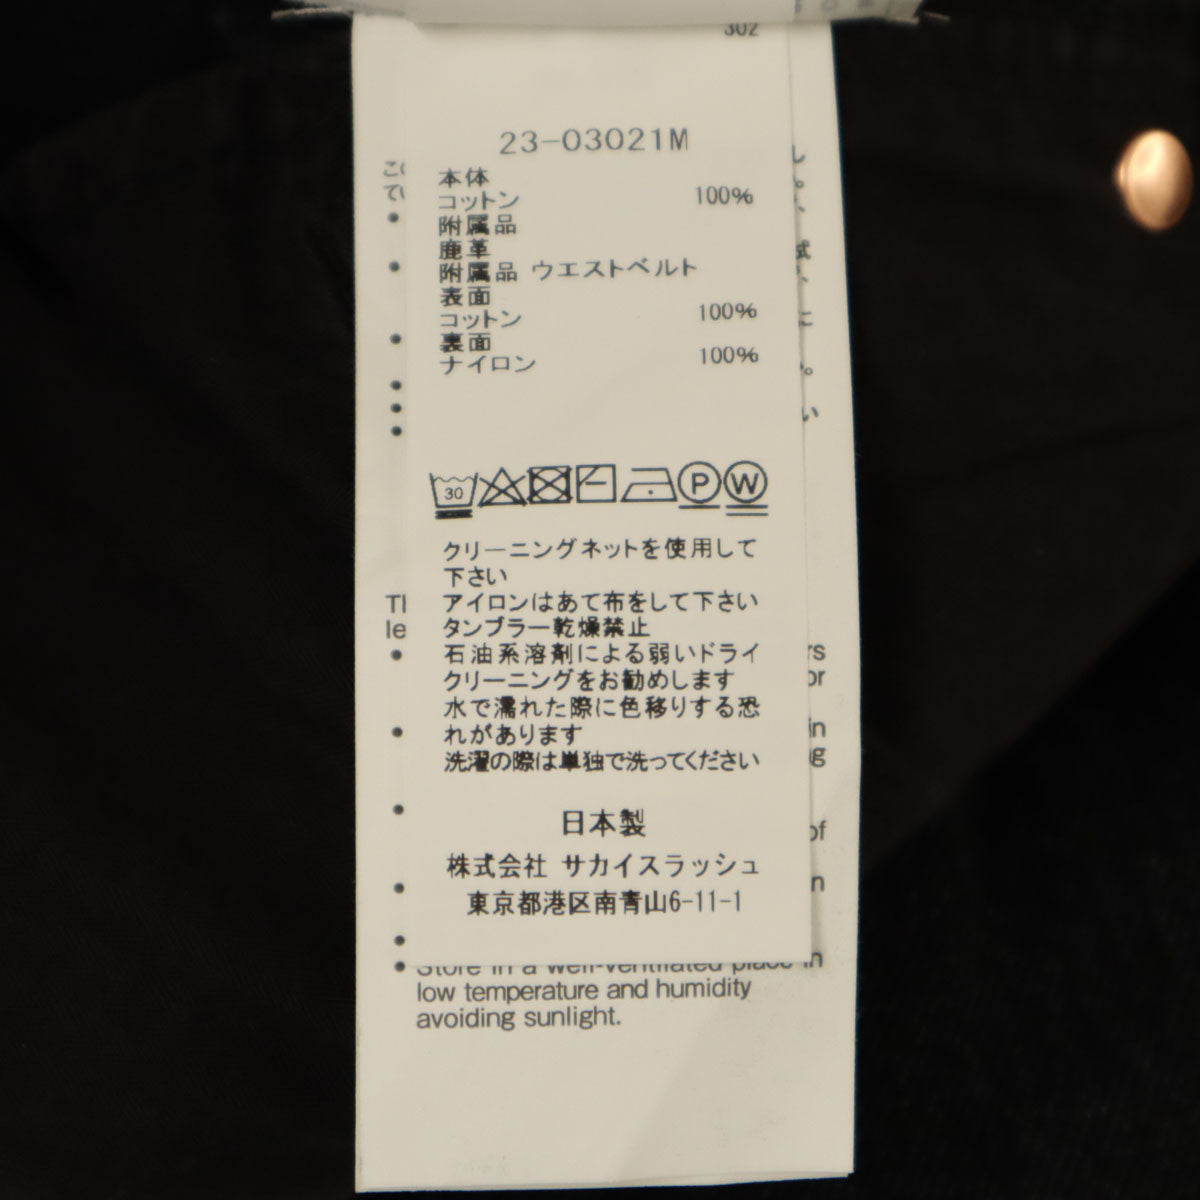 302
23-03021M
本体
コットン 100%
附属品
鹿革
附属品 ウエストベルト
表面
コットン 100%
裏面
ナイロン 100%
30
P
W
クリーニングネットを使用して
下さい
アイロンはあて布をして下さい
タンブラー乾燥禁止
石油系溶剤による弱いドライ
クリーニングをお勧めします
水で濡れた際に色移りする恐
れがあります
洗濯の際は単独で洗ってください
日本製
株式会社 サカイスラッシュ
東京都港区南青山6-11-1
Store in a well-ventilated place in
low temperature and humidity
avoiding sunlight.